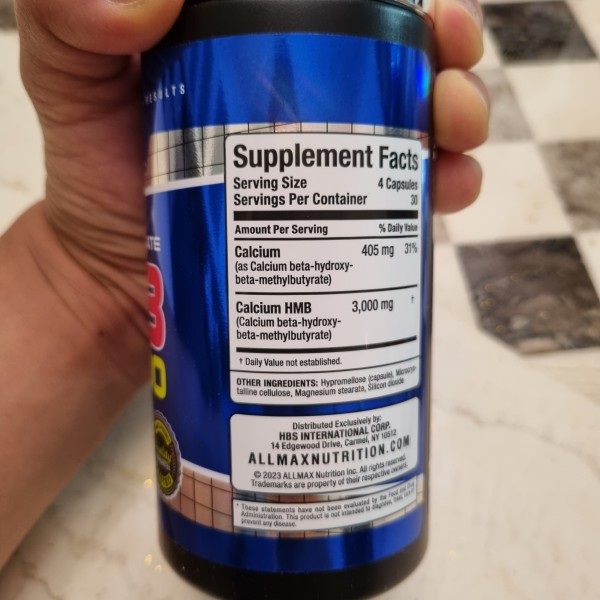 RESULTS
Supplement Facts
Serving Size 4 Capsules
Servings Per Container 30
Amount Per Serving % Daily Value
Calcium 405 mg 31%
(as Calcium beta-hydroxy-
beta-methylbutyrate)
Calcium HMB 3,000 mg †
(Calcium beta-hydroxy-
beta-methylbutyrate)
† Daily Value not established.
OTHER INGREDIENTS: Hypromellose (capsule), Microcrys-
talline cellulose, Magnesium stearate, Silicon dioxide
Distributed Exclusively by:
HBS INTERNATIONAL CORP.
14 Edgewood Drive, Carmel, NY 10512
ALLMAXNUTRITION.COM
© 2023 ALLMAX Nutrition Inc. All rights reserved.
Trademarks are property of their respective owners.
* These statements have not been evaluated by the Food and Drug
Administration. This product is not intended to diagnose, treat, cure or
prevent any disease.